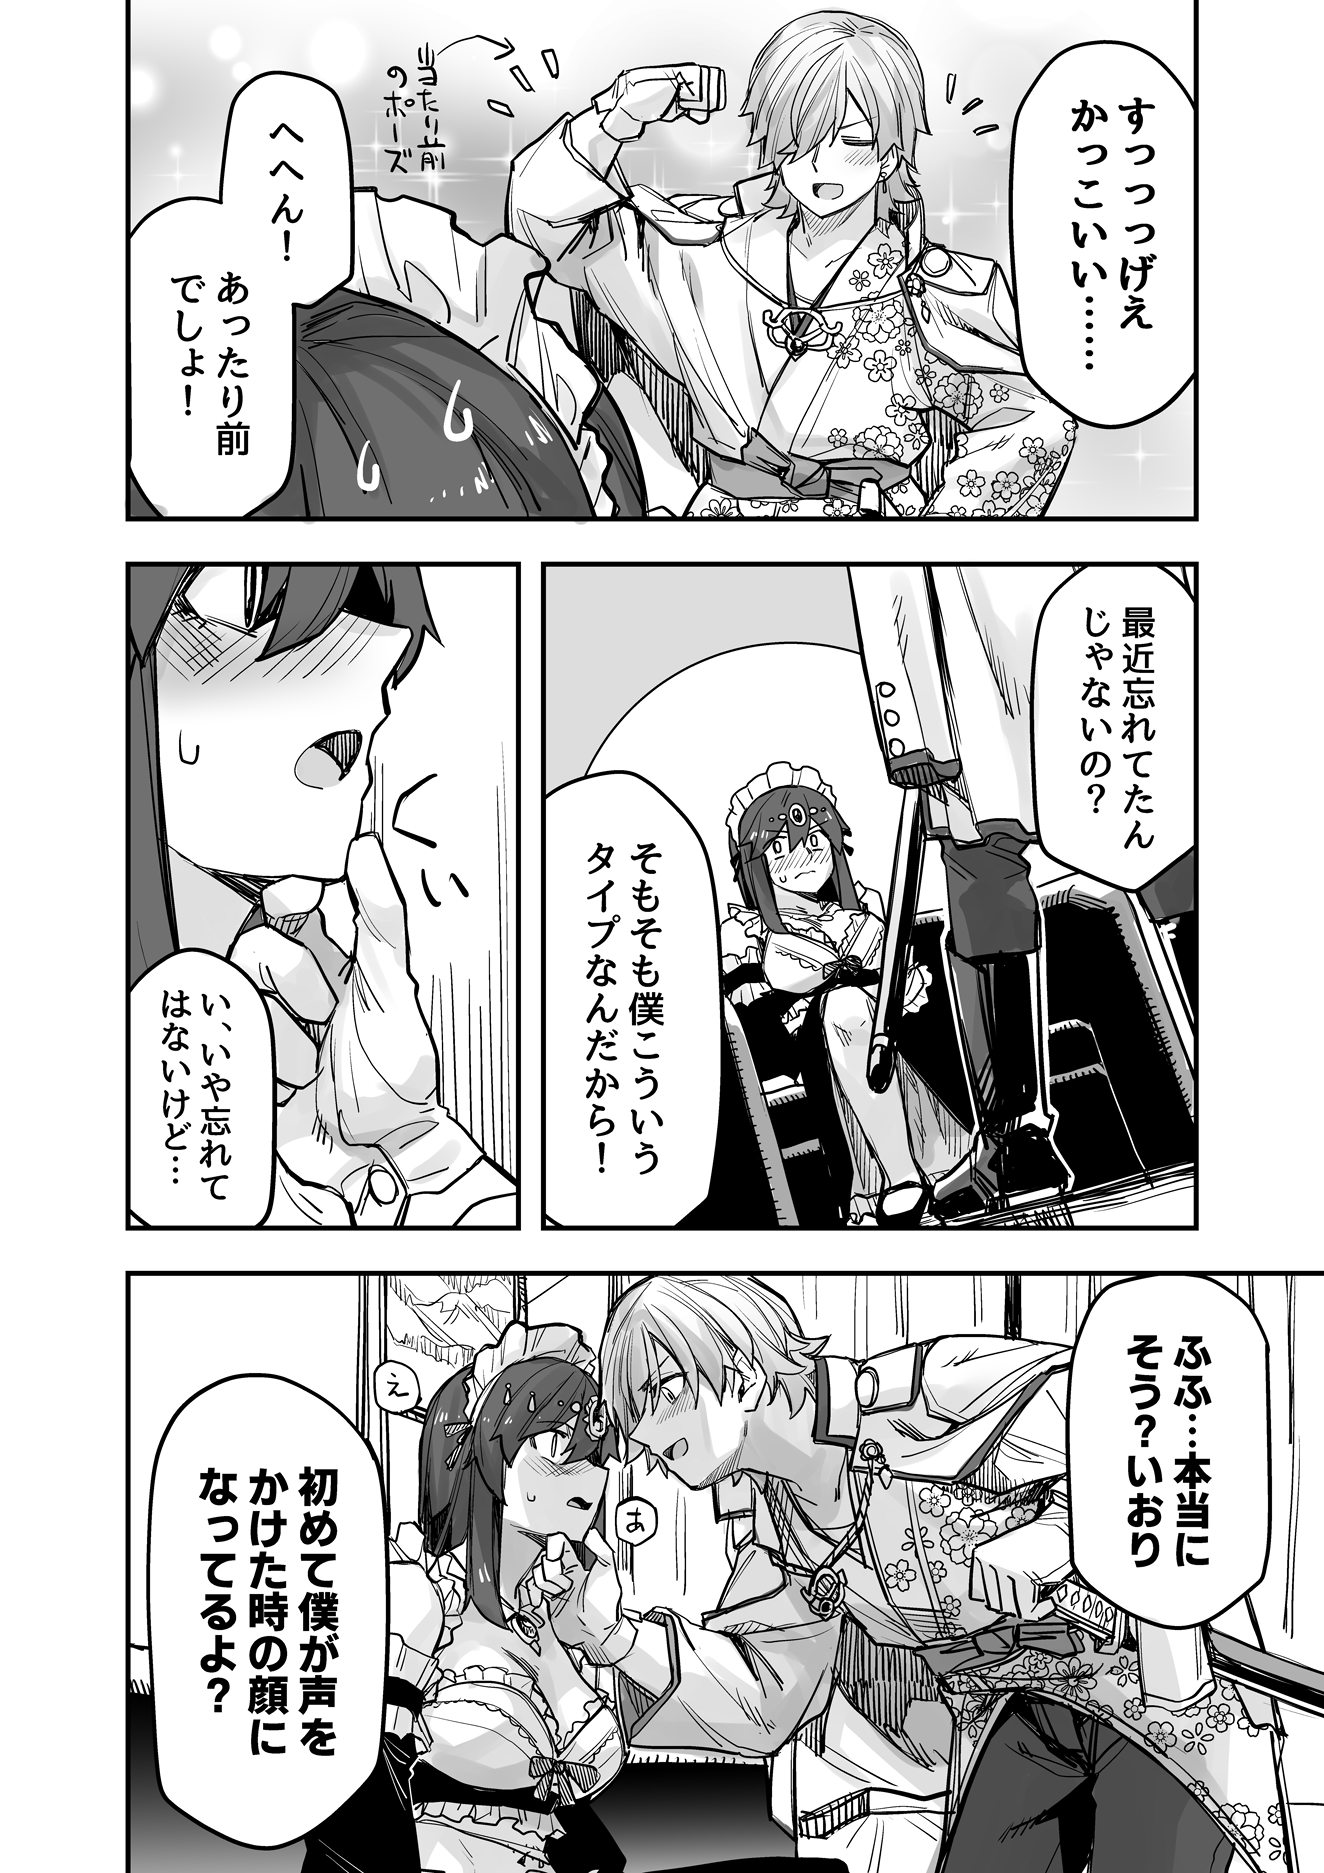 すっっっげえ
かっこいい……
当たり前
のポーズ
へへん！
あったり前
でしょ！
最近忘れてたん
じゃないの？
そもそも僕こういう
タイプなんだから！
くい
い、いや忘れて
はないけど…
ふふ…本当に
そう？いおり
え
あ
初めて僕が声を
かけた時の顔に
なってるよ？